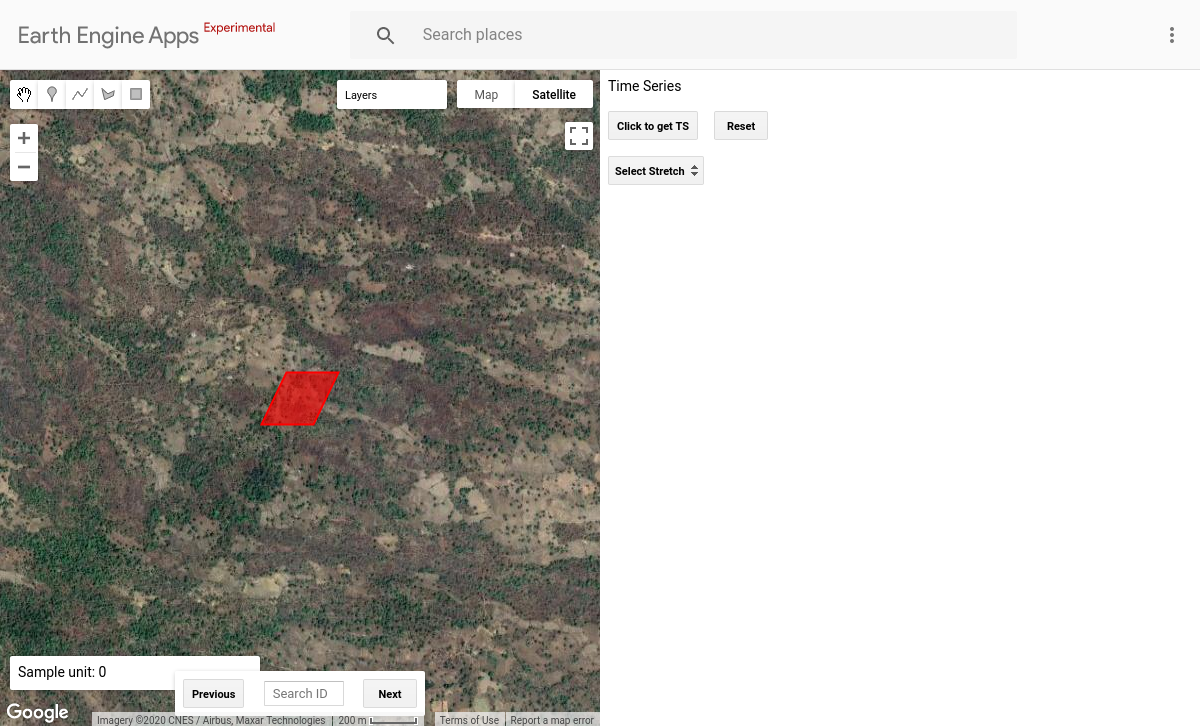 Earth Engine Apps Experimental
Search places
Layers
Map Satellite
Time Series
Click to get TS Reset
Select Stretch
Sample unit: 0
Previous Search ID Next
Google
Imagery ©2020 CNES / Airbus, Maxar Technologies 200 m Terms of Use Report a map error